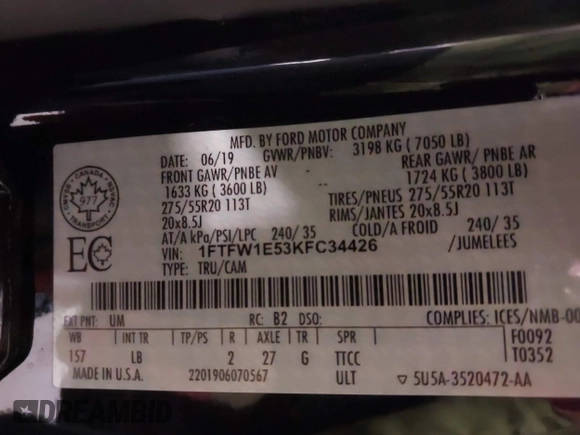 MFD. BY FORD MOTOR COMPANY
DATE: 06/19 GVWR/PNBV: 3198 KG ( 7050 LB)
FRONT GAWR/PNBE AV REAR GAWR/ PNBE AR
1633 KG ( 3600 LB) 1724 KG ( 3800 LB)
275/55R20 113T TIRES/PNEUS 275/55R20 113T
20x8.5J RIMS/JANTES 20x8.5J
AT/A kPa/PSI/LPC 240/ 35 COLD/A FROID 240/ 35
VIN: 1FTFW1E53KFC34426 /JUMELEES
TYPE: TRU/CAM
CANADA
977
EC
EXT PNT: UM RC: B2 DSO: COMPLIES: ICES/NMB-00
WB INT TR TP/PS R AXLE TR SPR F0092
157 LB 2 27 G TTCC T0352
MADE IN U.S.A. 2201906070567 ULT 5U5A-3520472-AA
DREAMBID